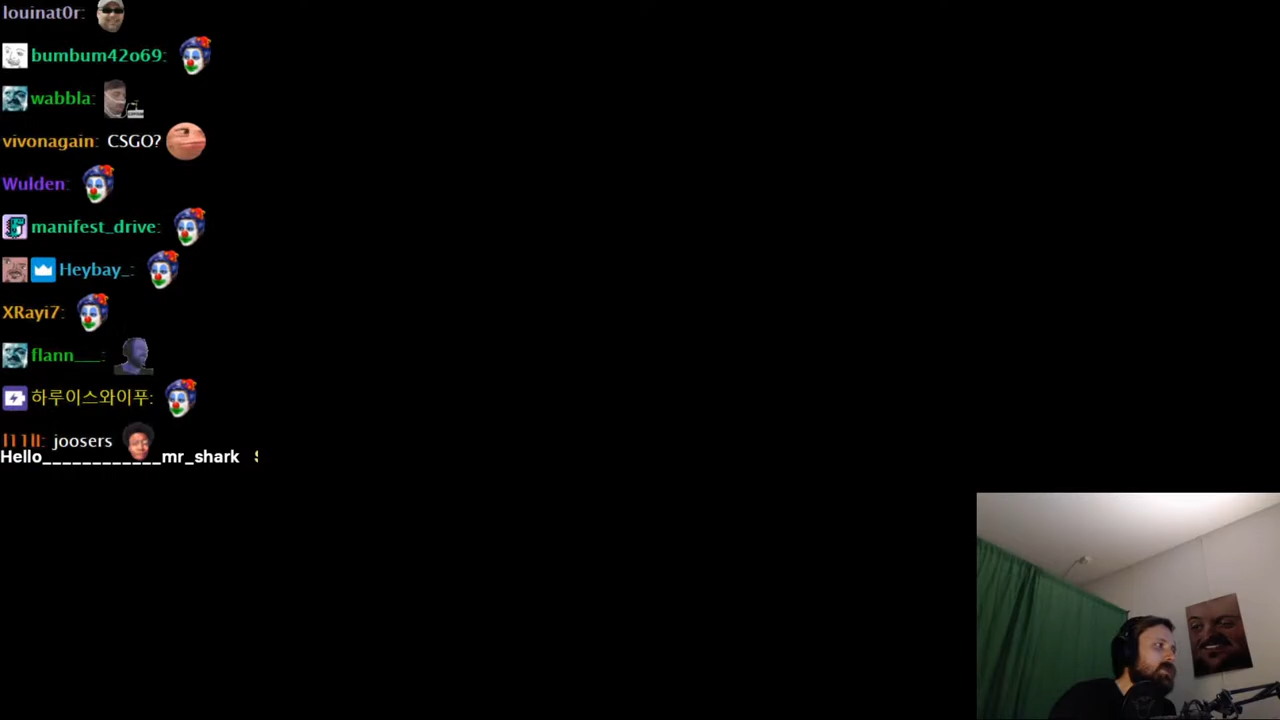 louinat0r:
bumbum42o69:
wabbla:
vivonagain: CSGO?
Wulden:
manifest_drive:
Heybay_:
XRayi7:
flann___:
하루이스와이푸:
joosers
Hello____________mr_shark